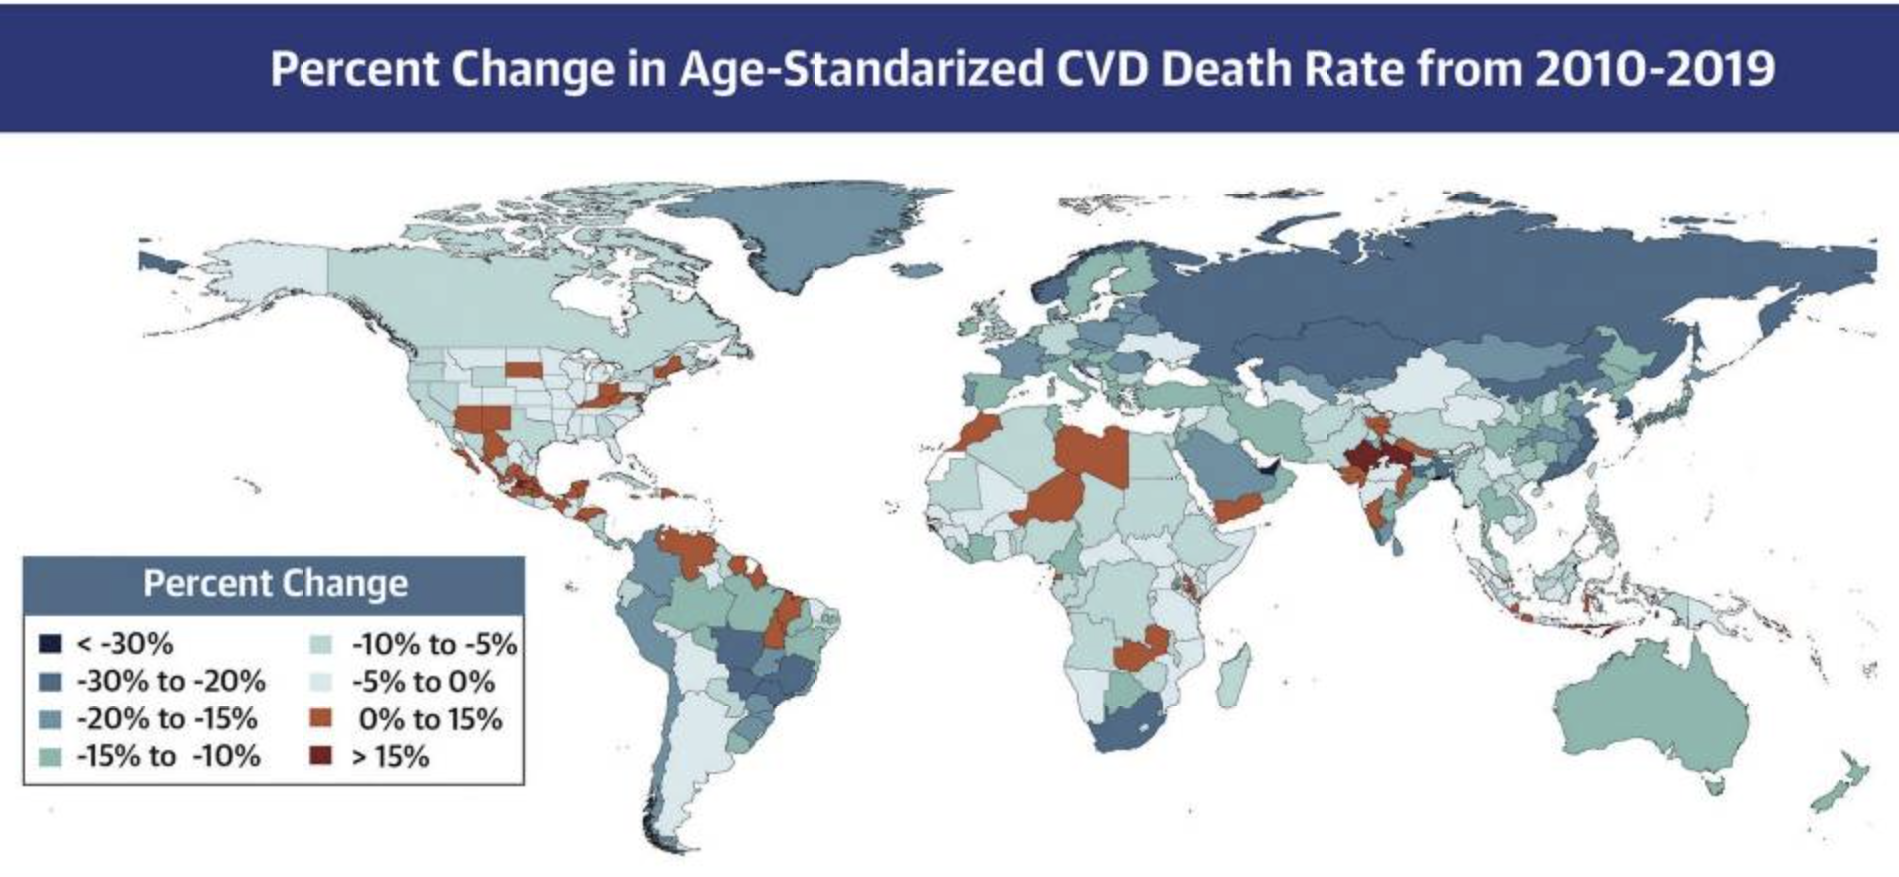 Percent Change in Age-Standarized CVD Death Rate from 2010-2019
Percent Change
< -30%
-30% to -20%
-20% to -15%
-15% to -10%
-10% to -5%
-5% to 0%
0% to 15%
> 15%